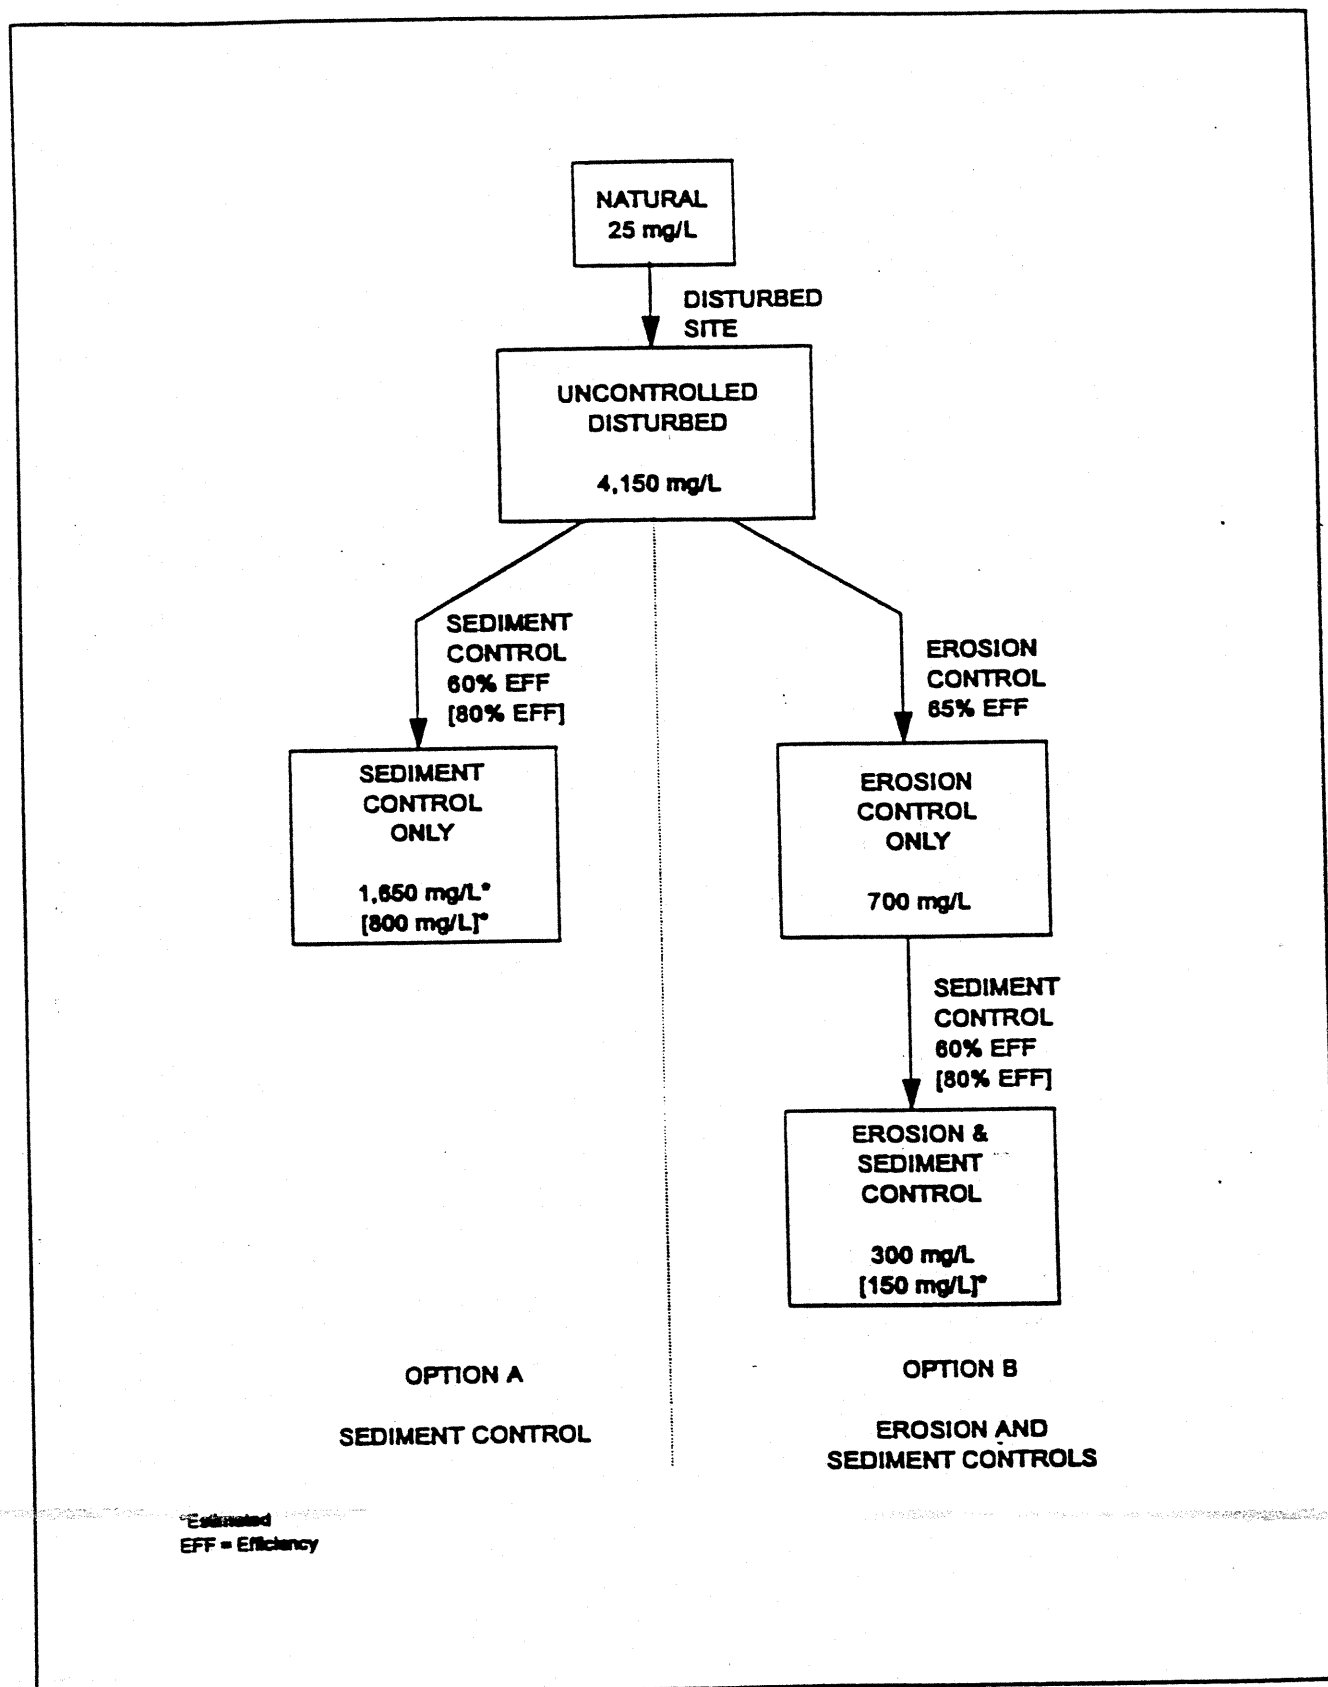 NATURAL
25 mg/L
DISTURBED
SITE
UNCONTROLLED
DISTURBED
4,150 mg/L
SEDIMENT
CONTROL
60% EFF
[80% EFF]
EROSION
CONTROL
85% EFF
SEDIMENT
CONTROL
ONLY
1,650 mg/L*
[800 mg/L]*
EROSION
CONTROL
ONLY
700 mg/L
SEDIMENT
CONTROL
60% EFF
[80% EFF]
EROSION &
SEDIMENT
CONTROL
300 mg/L
[150 mg/L]*
OPTION A
SEDIMENT CONTROL
OPTION B
EROSION AND
SEDIMENT CONTROLS
*Estimated
EFF = Efficiency